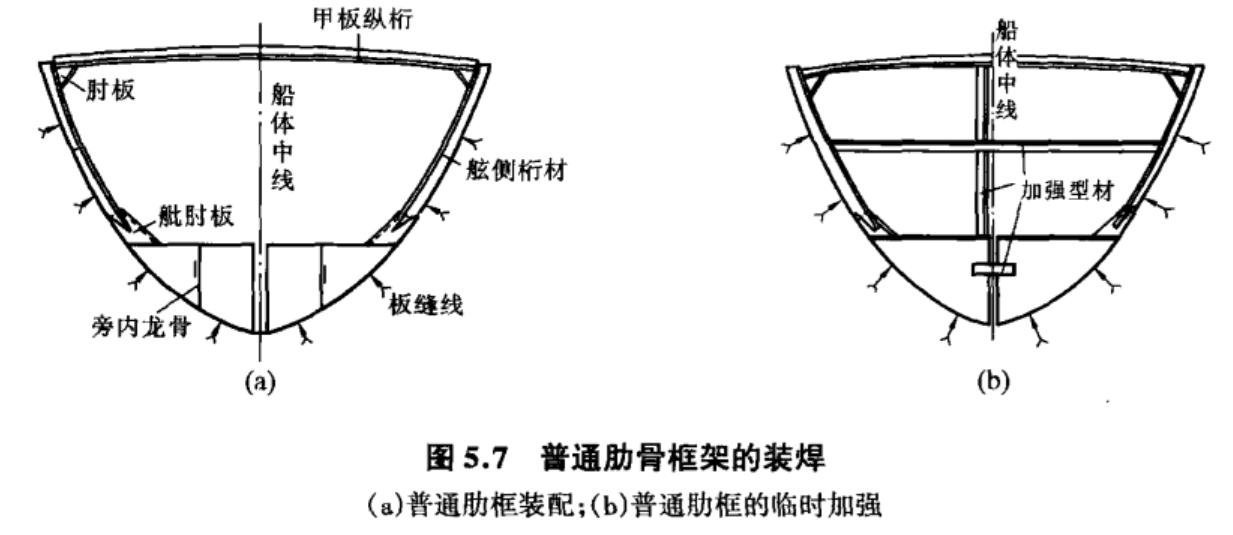 甲板纵桁
肘板
船体中线
舷侧桁材
舭肘板
旁内龙骨
板缝线
(a)
船体中线
加强型材
(b)
图 5.7 普通肋骨框架的装焊
(a)普通肋框装配;(b)普通肋框的临时加强